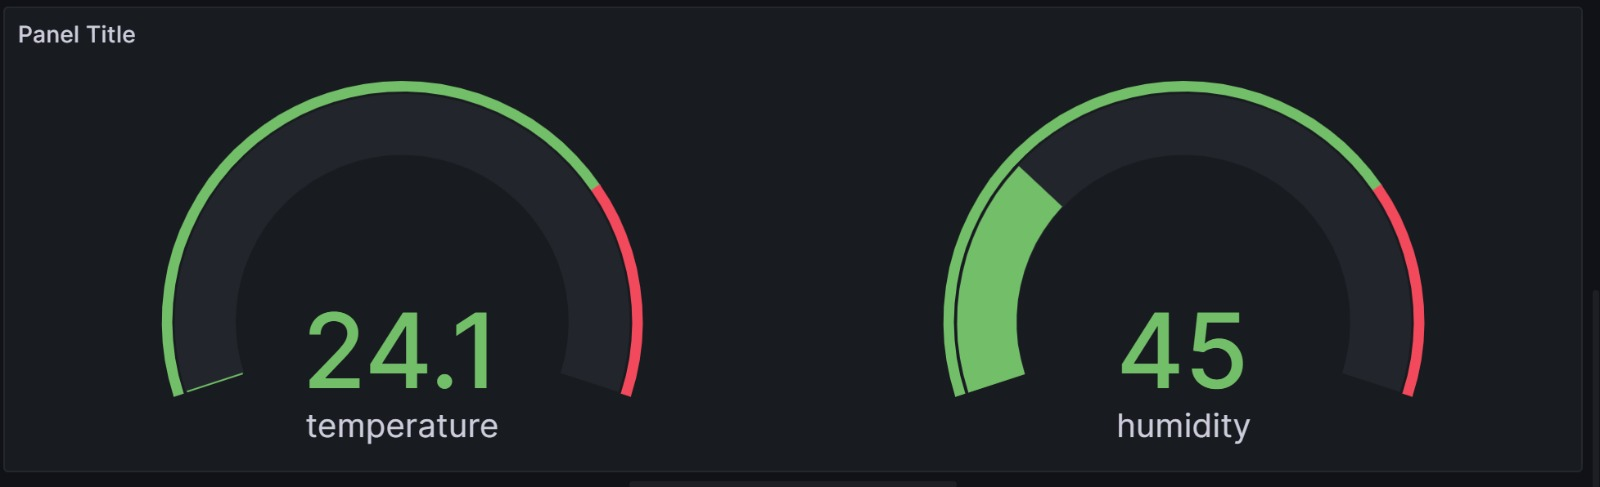 Panel Title
24.1
temperature
45
humidity